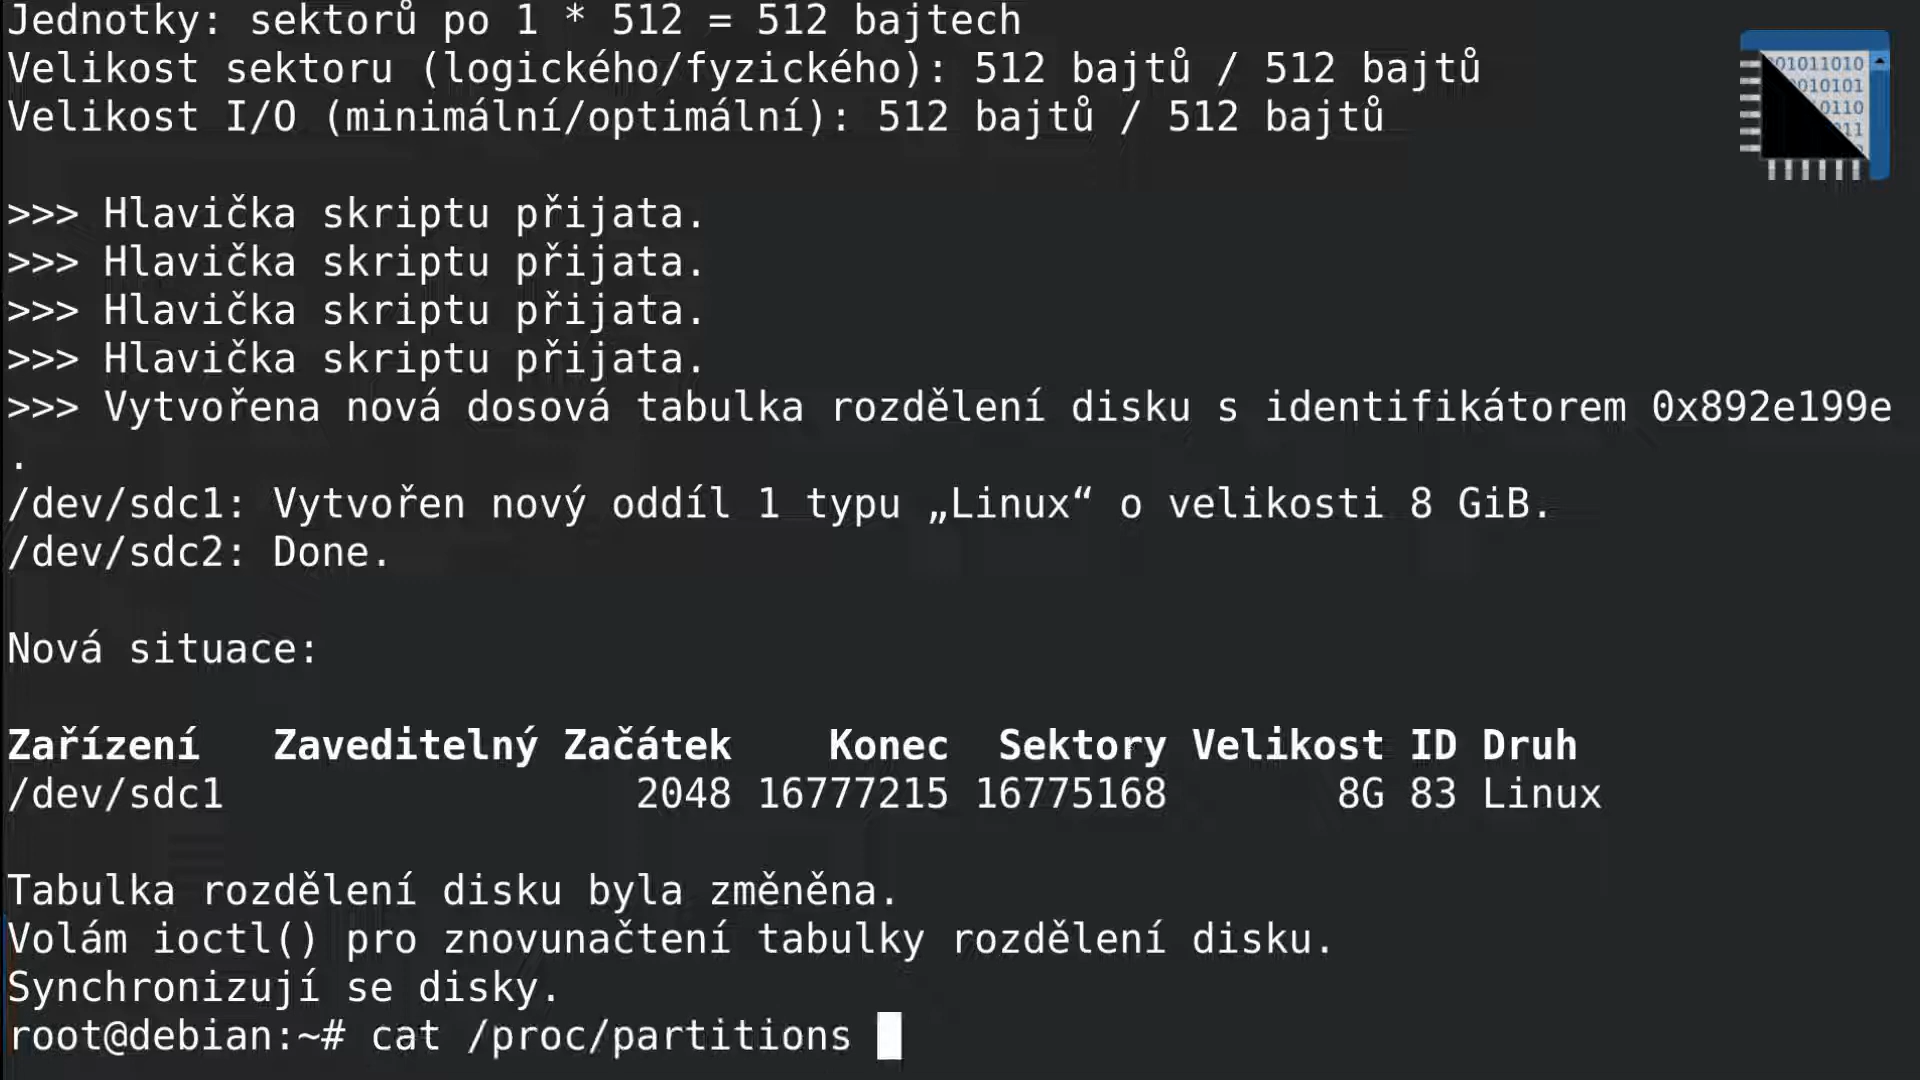 Jednotky: sektorů po 1 * 512 = 512 bajtech
Velikost sektoru (logického/fyzického): 512 bajtů / 512 bajtů
Velikost I/O (minimální/optimální): 512 bajtů / 512 bajtů
>>> Hlavička skriptu přijata.
>>> Hlavička skriptu přijata.
>>> Hlavička skriptu přijata.
>>> Hlavička skriptu přijata.
>>> Vytvořena nová dosová tabulka rozdělení disku s identifikátorem 0x892e199e
.
/dev/sdc1: Vytvořen nový oddíl 1 typu „Linux“ o velikosti 8 GiB.
/dev/sdc2: Done.
Nová situace:
Zařízení   Zaveditelný Začátek    Konec  Sektory Velikost ID Druh
/dev/sdc1                 2048 16777215 16775168       8G 83 Linux
Tabulka rozdělení disku byla změněna.
Volám ioctl() pro znovunačtení tabulky rozdělení disku.
Synchronizují se disky.
root@debian:~# cat /proc/partitions